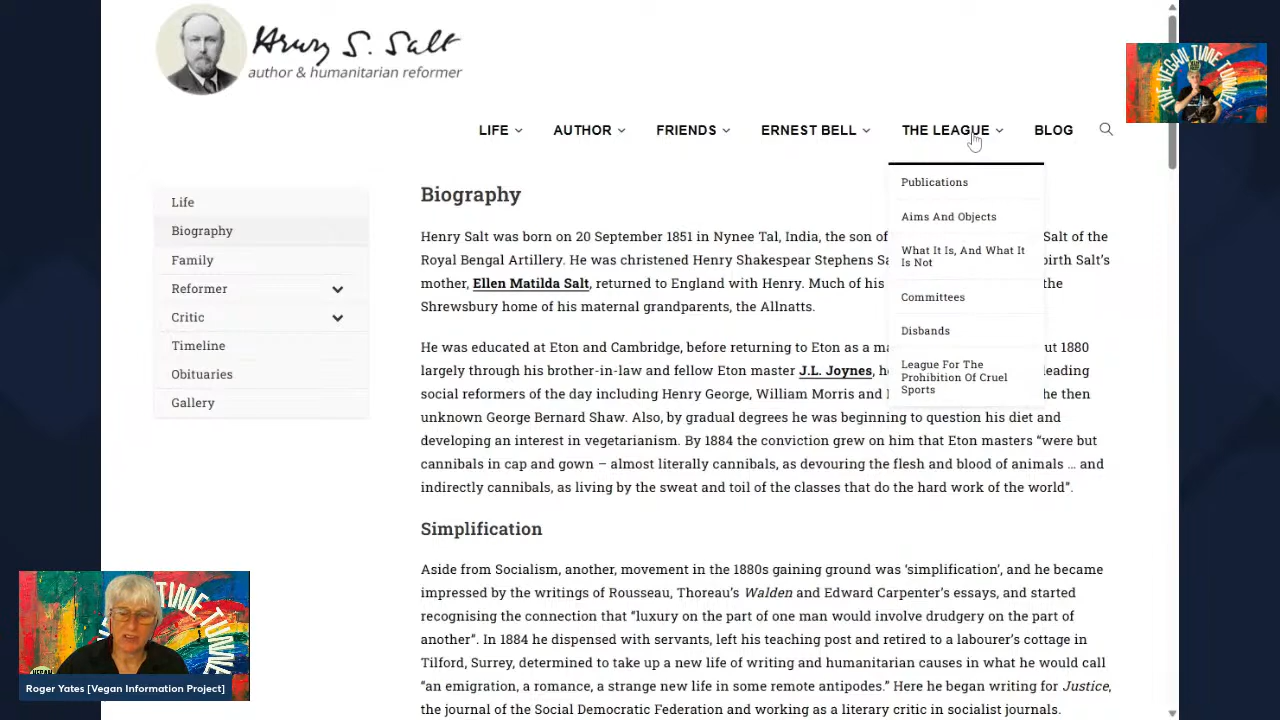 Henry S. Salt
author & humanitarian reformer
THE VEGAN TIME TUNNEL
LIFE
AUTHOR
FRIENDS
ERNEST BELL
THE LEAGUE
BLOG
Publications
Aims And Objects
What It Is, And What It
Is Not
Committees
Disbands
League For The
Prohibition Of Cruel
Sports
Life
Biography
Family
Reformer
Critic
Timeline
Obituaries
Gallery
Biography
Henry Salt was born on 20 September 1851 in Nynee Tal, India, the son of Salt of the
Royal Bengal Artillery. He was christened Henry Shakespear Stephens Sa birth Salt's
mother, Ellen Matilda Salt, returned to England with Henry. Much of his the
Shrewsbury home of his maternal grandparents, the Allnatts.
He was educated at Eton and Cambridge, before returning to Eton as a ma ut 1880
largely through his brother-in-law and fellow Eton master J.L. Joynes, he leading
social reformers of the day including Henry George, William Morris and he then
unknown George Bernard Shaw. Also, by gradual degrees he was beginning to question his diet and
developing an interest in vegetarianism. By 1884 the conviction grew on him that Eton masters “were but
cannibals in cap and gown – almost literally cannibals, as devouring the flesh and blood of animals … and
indirectly cannibals, as living by the sweat and toil of the classes that do the hard work of the world”.
Simplification
Aside from Socialism, another, movement in the 1880s gaining ground was ‘simplification’, and he became
impressed by the writings of Rousseau, Thoreau’s Walden and Edward Carpenter’s essays, and started
recognising the connection that “luxury on the part of one man would involve drudgery on the part of
another”. In 1884 he dispensed with servants, left his teaching post and retired to a labourer’s cottage in
Tilford, Surrey, determined to take up a new life of writing and humanitarian causes in what he would call
“an emigration, a romance, a strange new life in some remote antipodes.” Here he began writing for Justice,
the journal of the Social Democratic Federation and working as a literary critic in socialist journals.
TIME TUNNE
Roger Yates [Vegan Information Project]